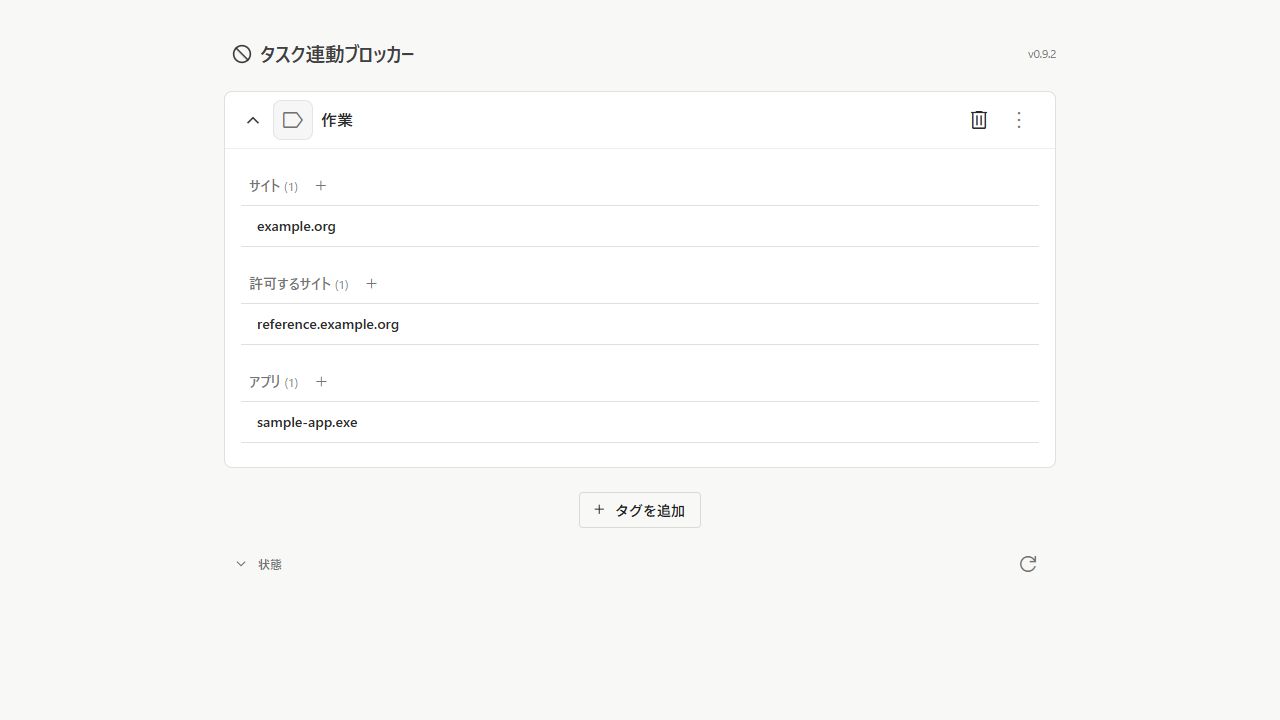 タスク連動ブロッカー
v0.9.2
作業
サイト (1)
example.org
許可するサイト (1)
reference.example.org
アプリ (1)
sample-app.exe
タグを追加
状態